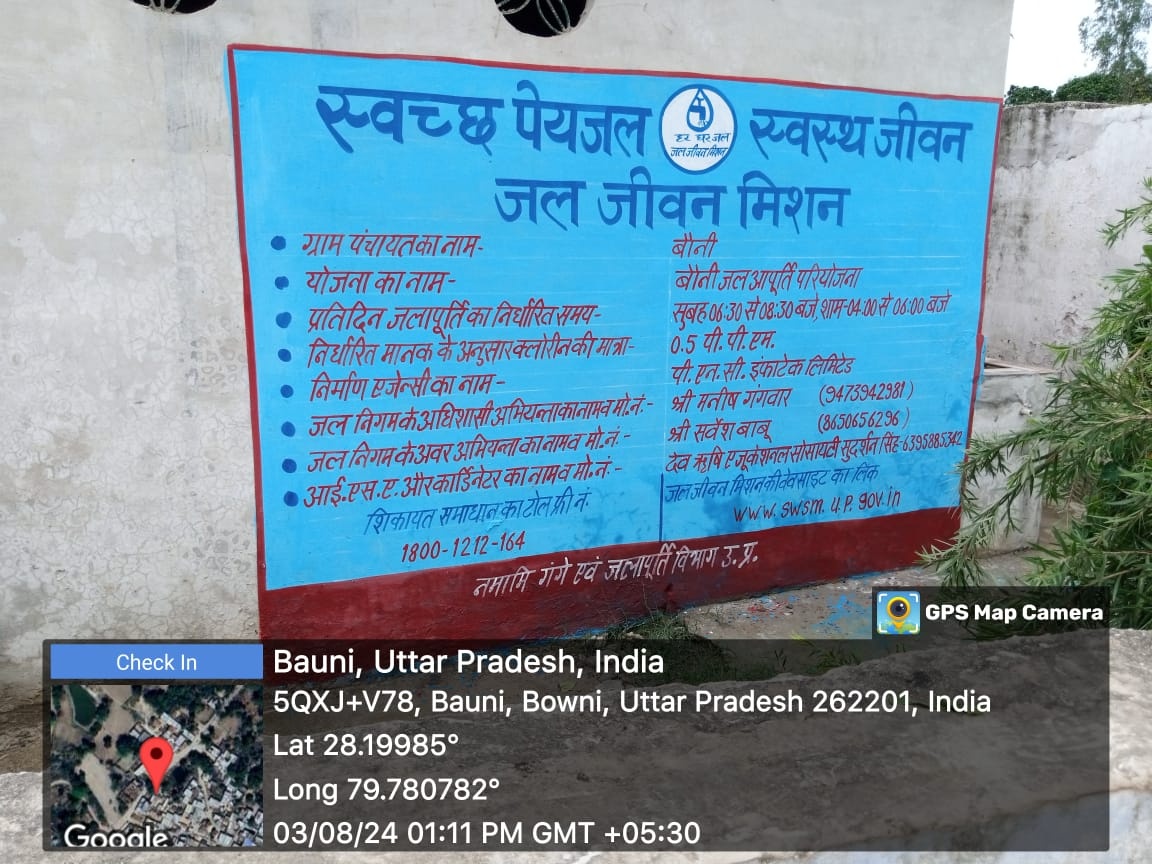 स्वच्छ पेयजल
हर घर जल
जल जीवन मिशन
स्वस्थ जीवन
जल जीवन मिशन
ग्राम पंचायत का नाम- बौनी
योजना का नाम- बौनी जल आपूर्ति परियोजना
प्रतिदिन जलापूर्ति का निर्धारित समय- सुबह 06:30 से 08:30 बजे, शाम-04:00 से 06:00 बजे
निर्धारित मानक के अनुसार क्लोरीन की मात्रा- 0.5 पी. पी. एम.
निर्माण एजेन्सी का नाम- पी. एन. सी. इंफाटेक लिमिटेड
जल निगम के अधिशासी अभियन्ता का नाम व मो. नं.- श्री मनीष गंगवार (9473942981)
जल निगम के अवर अभियन्ता का नाम व मो. नं.- श्री सर्वेश बाबू (8650656296)
आई. एस. ए. और कार्डिनेटर का नाम व मो. नं.- देव ऋषि एजूकेशनल सोसायटी सुदर्शन सिंह-6395885342
शिकायत समाधान का टोल फ्री नं.
1800-1212-164
जल जीवन मिशन की वेबसाइट का लिंक
www. swsm. u.p. gov.in
नमामि गंगे एवं जलापूर्ति विभाग उ. प्र.
GPS Map Camera
Check In
Bauni, Uttar Pradesh, India
5QXJ+V78, Bauni, Bowni, Uttar Pradesh 262201, India
Lat 28.19985°
Long 79.780782°
03/08/24 01:11 PM GMT +05:30
Google